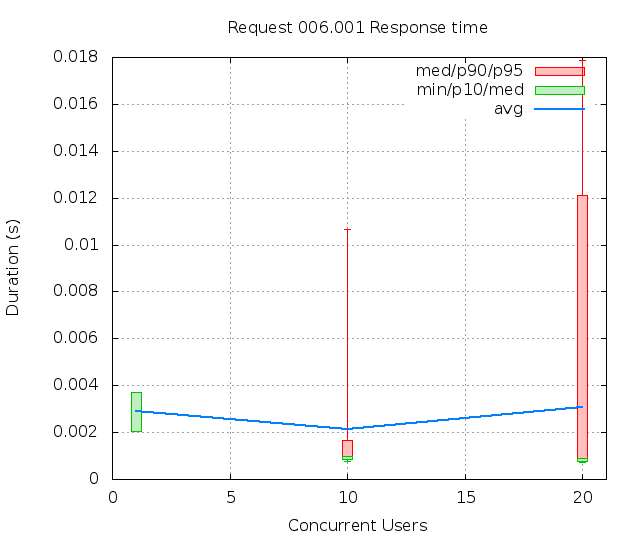 Request 006.001 Response time
med/p90/p95
min/p10/med
avg
Duration (s)
0.018
0.016
0.014
0.012
0.01
0.008
0.006
0.004
0.002
0
0 5 10 15 20
Concurrent Users